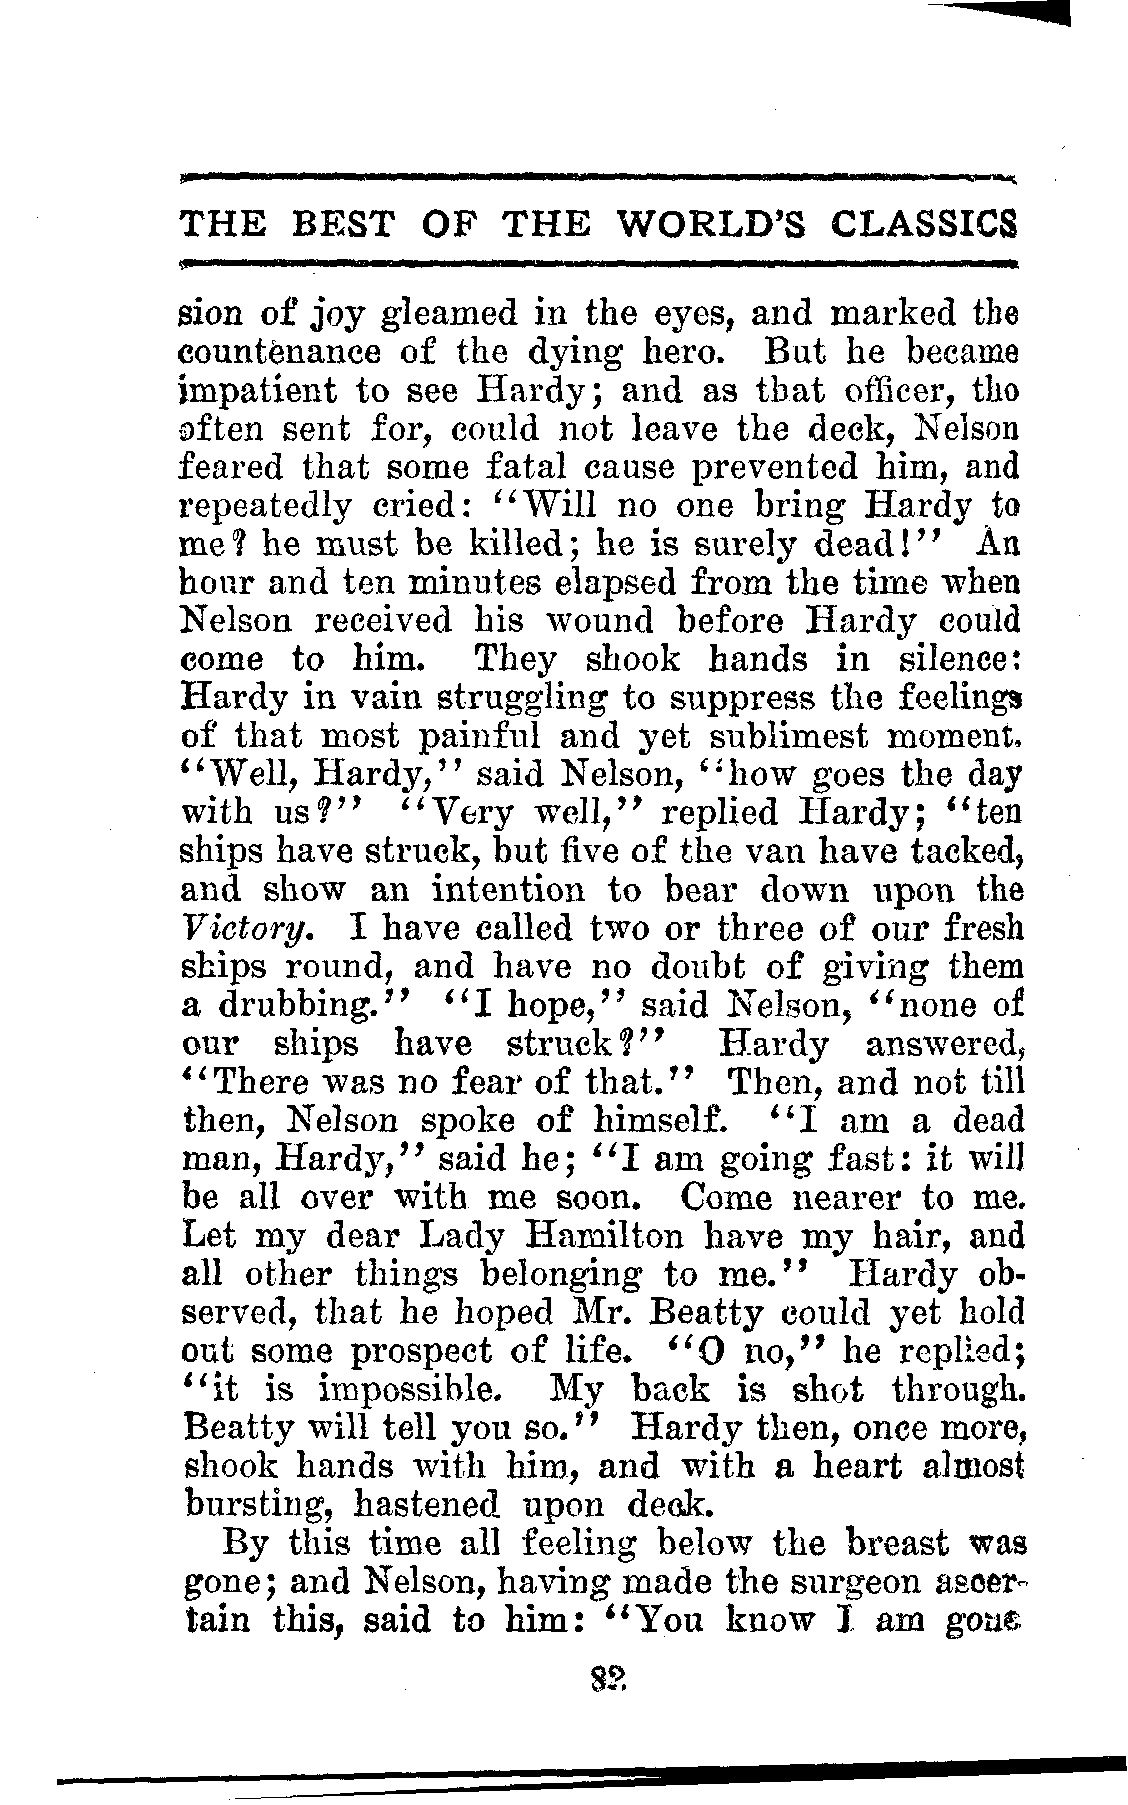 THE BEST OF THE WORLD'S CLASSICS
sion of joy gleamed in the eyes, and marked the
countenance of the dying hero. But he became
impatient to see Hardy; and as that officer, tho
often sent for, could not leave the deck, Nelson
feared that some fatal cause prevented him, and
repeatedly cried: "Will no one bring Hardy to
me? he must be killed; he is surely dead!" An
hour and ten minutes elapsed from the time when
Nelson received his wound before Hardy could
come to him. They shook hands in silence:
Hardy in vain struggling to suppress the feelings
of that most painful and yet sublimest moment.
"Well, Hardy," said Nelson, "how goes the day
with us?" "Very well," replied Hardy; "ten
ships have struck, but five of the van have tacked,
and show an intention to bear down upon the
Victory. I have called two or three of our fresh
ships round, and have no doubt of giving them
a drubbing." "I hope," said Nelson, "none of
our ships have struck?" Hardy answered,
"There was no fear of that." Then, and not till
then, Nelson spoke of himself. "I am a dead
man, Hardy," said he; "I am going fast: it will
be all over with me soon. Come nearer to me.
Let my dear Lady Hamilton have my hair, and
all other things belonging to me." Hardy ob-
served, that he hoped Mr. Beatty could yet hold
out some prospect of life. "O no," he replied;
"it is impossible. My back is shot through.
Beatty will tell you so." Hardy then, once more,
shook hands with him, and with a heart almost
bursting, hastened upon deck.
By this time all feeling below the breast was
gone; and Nelson, having made the surgeon ascer-
tain this, said to him: "You know I am gone
82